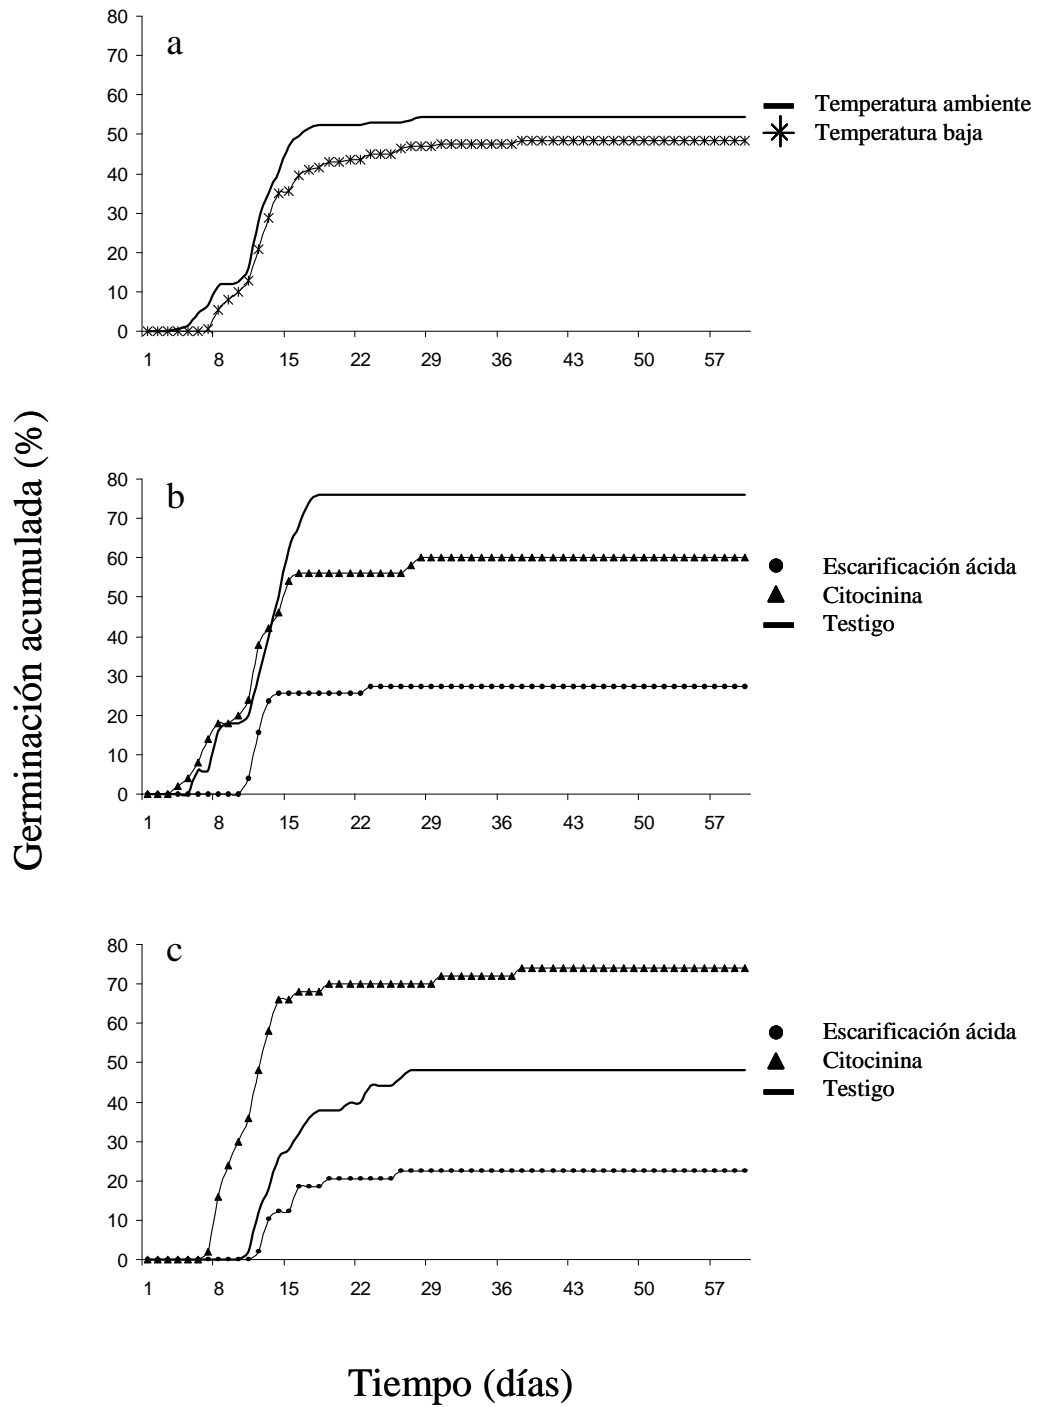 80
a
70
60
Temperatura ambiente
50
Temperatura baja
40
30
20
10
0
1 8 15 22 29 36 43 50 57
Germinación acumulada (%)
80
b
70
60
Escarificación ácida
50
Citocinina
Testigo
40
30
20
10
0
1 8 15 22 29 36 43 50 57
80
c
70
60
Escarificación ácida
50
Citocinina
Testigo
40
30
20
10
0
1 8 15 22 29 36 43 50 57
Tiempo (días)